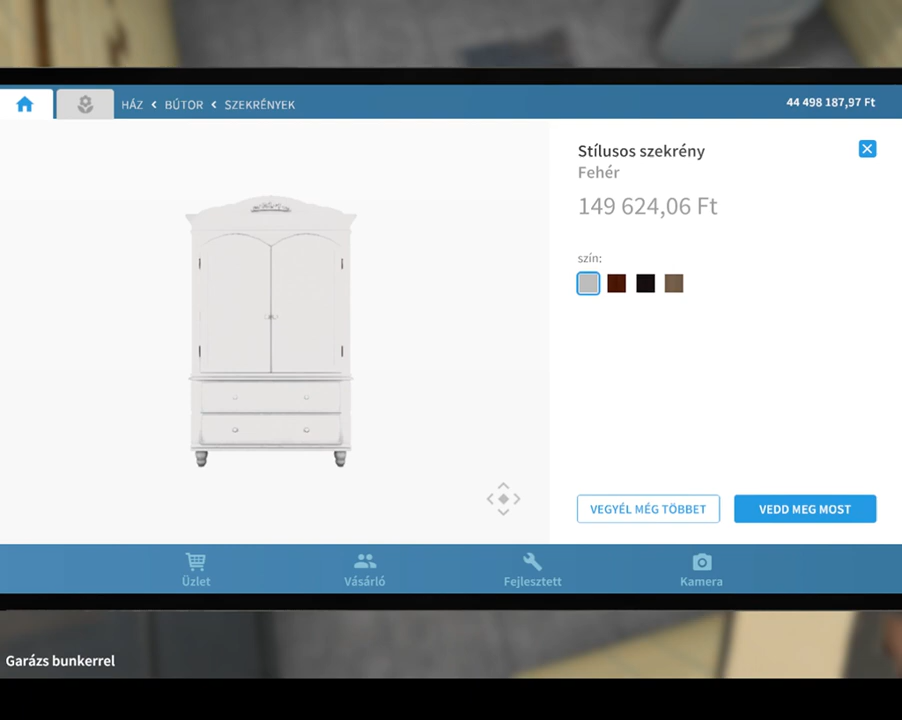 HÁZ < BÚTOR < SZEKRÉNYEK
44 498 187,97 Ft
Stílusos szekrény
Fehér
149 624,06 Ft
szín:
VEGYÉL MÉG TÖBBET
VEDD MEG MOST
Üzlet
Vásárló
Fejlesztett
Kamera
Garázs bunkerrel